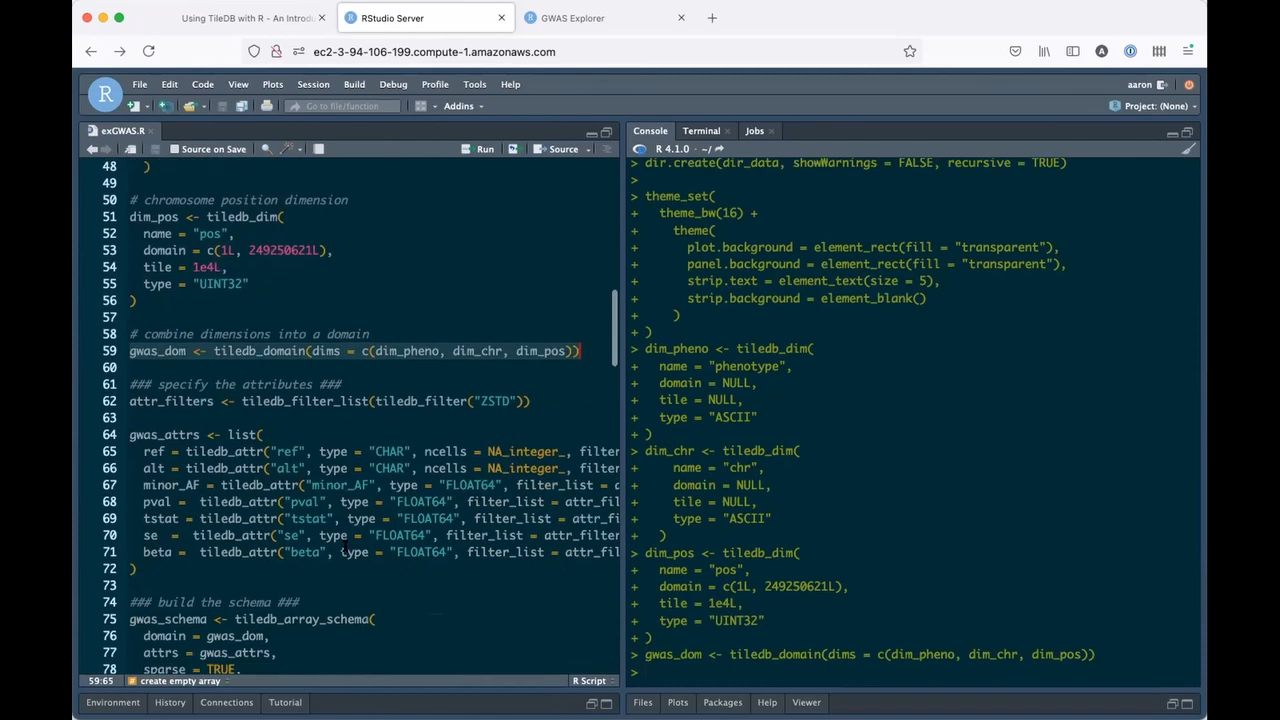 Using TileDB with R - An Introdu
RStudio Server
GWAS Explorer
ec2-3-94-106-199.compute-1.amazonaws.com
R File Edit Code View Plots Session Build Debug Profile Tools Help aaron
Go to file/function Addins Project: (None)
exGWAS.R
Source on Save Run Source
48 )
49
50 # chromosome position dimension
51 dim_pos <- tiledb_dim(
52   name = "pos",
53   domain = c(1L, 249250621L),
54   tile = 1e4L,
55   type = "UINT32"
56 )
57
58 # combine dimensions into a domain
59 gwas_dom <- tiledb_domain(dims = c(dim_pheno, dim_chr, dim_pos))
60
61 ### specify the attributes ###
62 attr_filters <- tiledb_filter_list(tiledb_filter("ZSTD"))
63
64 gwas_attrs <- list(
65   ref = tiledb_attr("ref", type = "CHAR", ncells = NA_integer_, filter
66   alt = tiledb_attr("alt", type = "CHAR", ncells = NA_integer_, filter
67   minor_AF = tiledb_attr("minor_AF", type = "FLOAT64", filter_list = a
68   pval = tiledb_attr("pval", type = "FLOAT64", filter_list = attr_filt
69   tstat = tiledb_attr("tstat", type = "FLOAT64", filter_list = attr_fi
70   se  =  tiledb_attr("se", type = "FLOAT64", filter_list = attr_filter
71   beta =  tiledb_attr("beta", type = "FLOAT64", filter_list = attr_fil
72 )
73
74 ### build the schema ###
75 gwas_schema <- tiledb_array_schema(
76   domain = gwas_dom,
77   attrs = gwas_attrs,
78   sparse = TRUE,
59:65 create empty array R Script
Environment History Connections Tutorial
Console Terminal Jobs
R 4.1.0 · ~/
> dir.create(dir_data, showWarnings = FALSE, recursive = TRUE)
>
> theme_set(
+   theme_bw(16) +
+     theme(
+       plot.background = element_rect(fill = "transparent"),
+       panel.background = element_rect(fill = "transparent"),
+       strip.text = element_text(size = 5),
+       strip.background = element_blank()
+     )
+ )
> dim_pheno <- tiledb_dim(
+   name = "phenotype",
+   domain = NULL,
+   tile = NULL,
+   type = "ASCII"
+ )
> dim_chr <- tiledb_dim(
+     name = "chr",
+     domain = NULL,
+     tile = NULL,
+     type = "ASCII"
+   )
> dim_pos <- tiledb_dim(
+   name = "pos",
+   domain = c(1L, 249250621L),
+   tile = 1e4L,
+   type = "UINT32"
+ )
> gwas_dom <- tiledb_domain(dims = c(dim_pheno, dim_chr, dim_pos))
>
Files Plots Packages Help Viewer